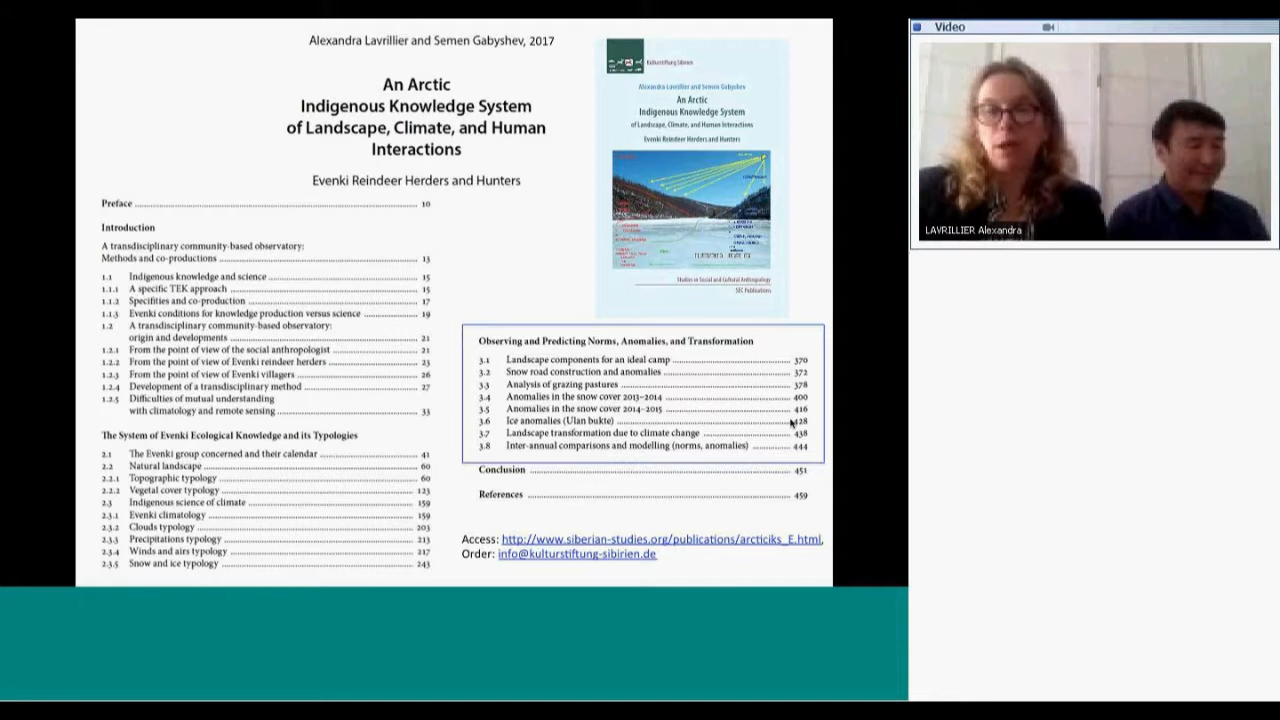 Alexandra Lavrillier and Semen Gabyshev, 2017
An Arctic
Indigenous Knowledge System
of Landscape, Climate, and Human
Interactions
Evenki Reindeer Herders and Hunters
Preface ........ 10
Introduction
A transdisciplinary community-based observatory:
Methods and co-productions ........ 13
1.1 Indigenous knowledge and science ........ 15
1.1.1 A specific TEK approach ........ 15
1.1.2 Specifities and co-production ........ 17
1.1.3 Evenki conditions for knowledge production versus science ........ 19
1.2 A transdisciplinary community-based observatory:
origin and developments ........ 21
1.2.1 From the point of view of the social anthropologist ........ 21
1.2.2 From the point of view of Evenki reindeer herders ........ 23
1.2.3 From the point of view of Evenki villagers ........ 26
1.2.4 Development of a transdisciplinary method ........ 27
1.2.5 Difficulties of mutual understanding
with climatology and remote sensing ........ 33
The System of Evenki Ecological Knowledge and its Typologies
2.1 The Evenki group concerned and their calendar ........ 41
2.2 Natural landscape ........ 60
2.2.1 Topographic typology ........ 60
2.2.2 Vegetal cover typology ........ 123
2.3 Indigenous science of climate ........ 159
2.3.1 Evenki climatology ........ 159
2.3.2 Clouds typology ........ 203
2.3.3 Precipitations typology ........ 213
2.3.4 Winds and airs typology ........ 217
2.3.5 Snow and ice typology ........ 243
Kulturstiftung Sibirien
Alexandra Lavrillier and Semen Gabyshev
An Arctic
Indigenous Knowledge System
of Landscape, Climate, and Human Interactions
Evenki Reindeer Herders and Hunters
Studies in Social and Cultural Anthropology
SEC Publications
Observing and Predicting Norms, Anomalies, and Transformation
3.1 Landscape components for an ideal camp ........ 370
3.2 Snow road construction and anomalies ........ 372
3.3 Analysis of grazing pastures ........ 378
3.4 Anomalies in the snow cover 2013-2014 ........ 400
3.5 Anomalies in the snow cover 2014-2015 ........ 416
3.6 Ice anomalies (Ulan bukte) ........ 428
3.7 Landscape transformation due to climate change ........ 438
3.8 Inter-annual comparisons and modelling (norms, anomalies) ........ 444
Conclusion ........ 451
References ........ 459
Access: http://www.siberian-studies.org/publications/arcticiks_E.html,
Order: info@kulturstiftung-sibirien.de
Video
LAVRILLIER Alexandra